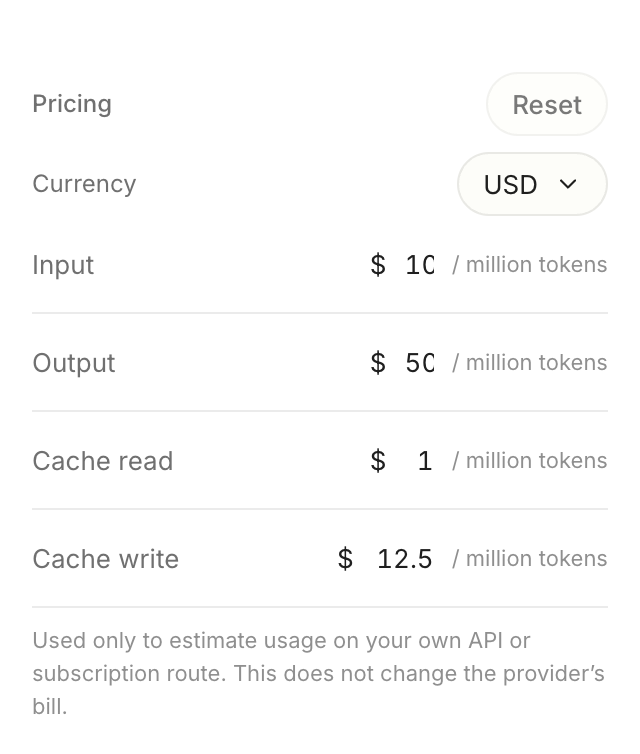 Pricing
Reset
Currency
USD
Input $ 10 / million tokens
Output $ 50 / million tokens
Cache read $ 1 / million tokens
Cache write $ 12.5 / million tokens
Used only to estimate usage on your own API or
subscription route. This does not change the provider’s
bill.